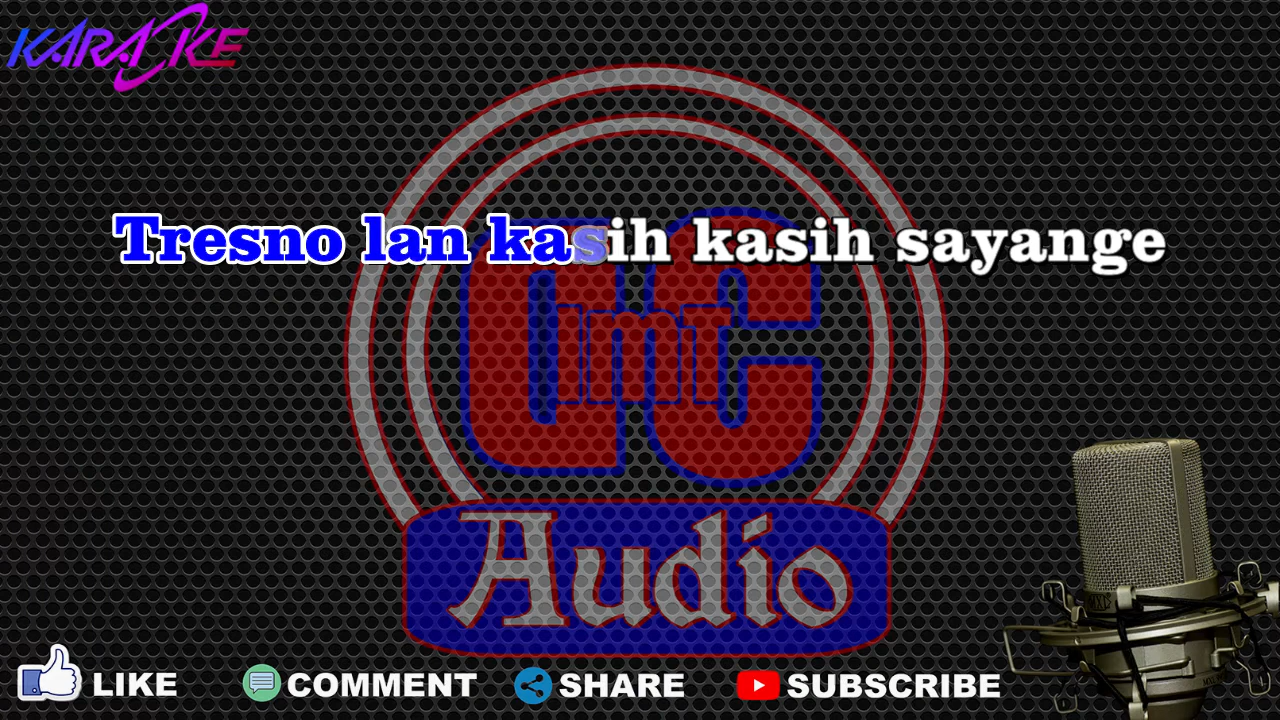 KARAOKE
Tresno lan kasih kasih sayange
Audio
LIKE COMMENT SHARE SUBSCRIBE